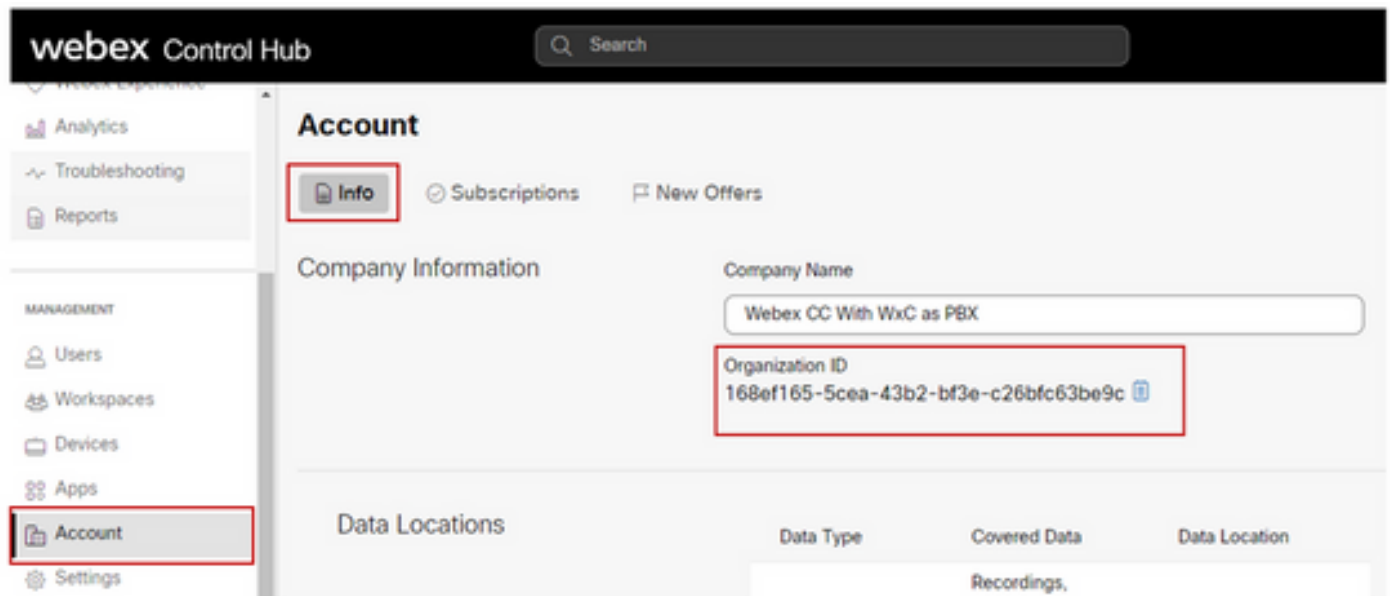 webex Control Hub
Search
Webex Experience
Analytics
Troubleshooting
Reports
MANAGEMENT
Users
Workspaces
Devices
Apps
Account
Settings
Account
Info
Subscriptions
New Offers
Company Information
Company Name
Webex CC With WxC as PBX
Organization ID
168ef165-5cea-43b2-bf3e-c26bfc63be9c
Data Locations
Data Type
Covered Data
Data Location
Recordings,